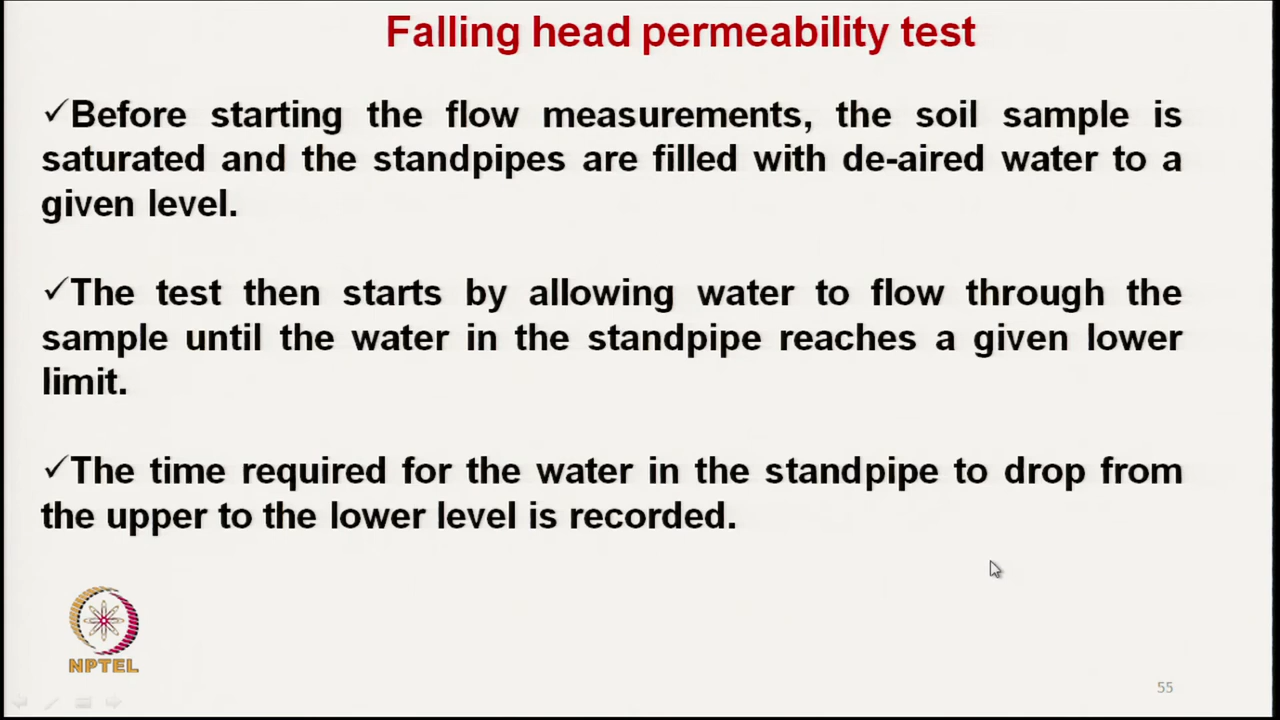 Falling head permeability test
✓Before starting the flow measurements, the soil sample is
saturated and the standpipes are filled with de-aired water to a
given level.
✓The test then starts by allowing water to flow through the
sample until the water in the standpipe reaches a given lower
limit.
✓The time required for the water in the standpipe to drop from
the upper to the lower level is recorded.
NPTEL
55